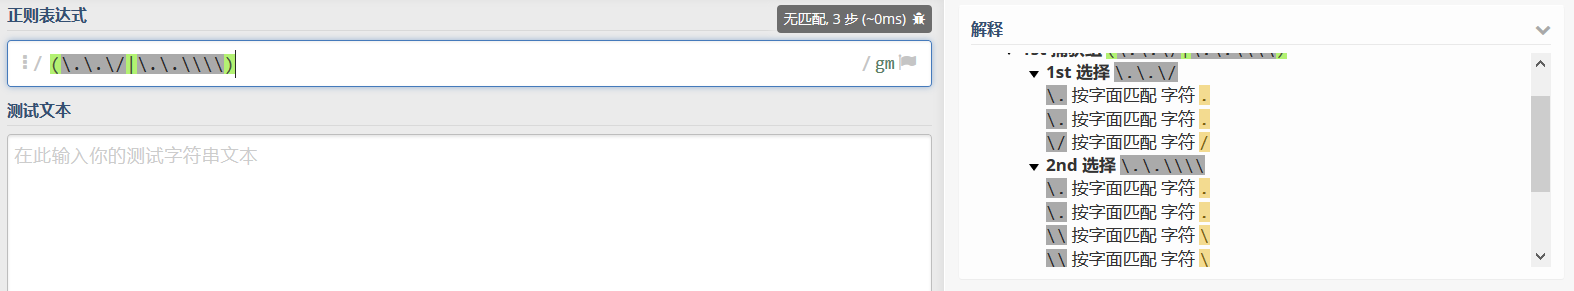 正则表达式
无匹配, 3 步 (~0ms)
/ (\.\.\/|\.\.\\\\) / gm
测试文本
在此输入你的测试字符串文本
解释
1st 捕获组 (\.\.\/|\.\.\\\\)
1st 选择 \.\.\/
\. 按字面匹配 字符 .
\. 按字面匹配 字符 .
\/ 按字面匹配 字符 /
2nd 选择 \.\.\\\\
\. 按字面匹配 字符 .
\. 按字面匹配 字符 .
\\ 按字面匹配 字符 \
\\ 按字面匹配 字符 \